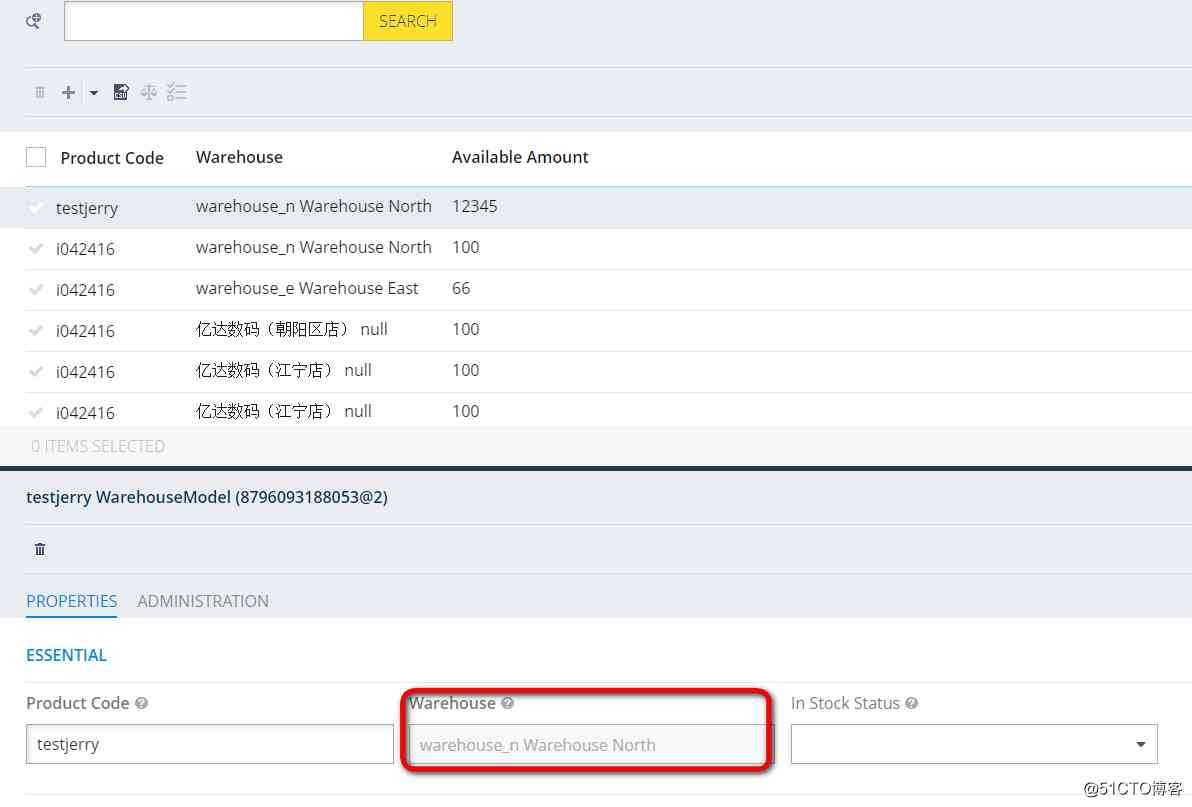 SEARCH
CSV
Product Code Warehouse Available Amount
testjerry warehouse_n Warehouse North 12345
i042416 warehouse_n Warehouse North 100
i042416 warehouse_e Warehouse East 66
i042416 亿达数码（朝阳区店） null 100
i042416 亿达数码（江宁店） null 100
i042416 亿达数码（江宁店） null 100
0 ITEMS SELECTED
testjerry WarehouseModel (8796093188053@2)
PROPERTIES ADMINISTRATION
ESSENTIAL
Product Code ? Warehouse ? In Stock Status ?
testjerry warehouse_n Warehouse North
@51CTO博客